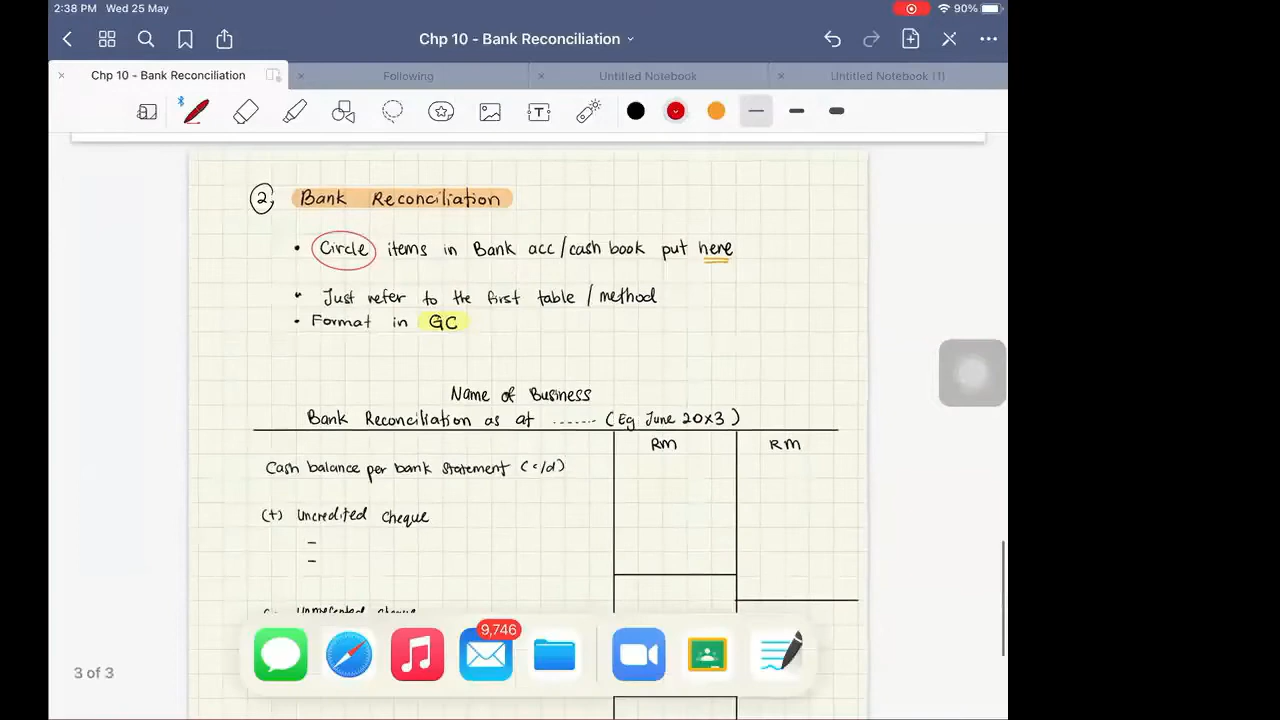 2:38 PM Wed 25 May
90%
Chp 10 - Bank Reconciliation
Chp 10 - Bank Reconciliation
Following
Untitled Notebook
Untitled Notebook (1)
T
2 Bank Reconciliation
• Circle items in Bank acc/cash book put here
• Just refer to the first table / method
• Format in GC
Name of Business
Bank Reconciliation as at ........ (Eg June 20x3)
RM RM
Cash balance per bank statement (c/d)
(+) Uncredited cheque
–
–
cheque
9,746
3 of 3